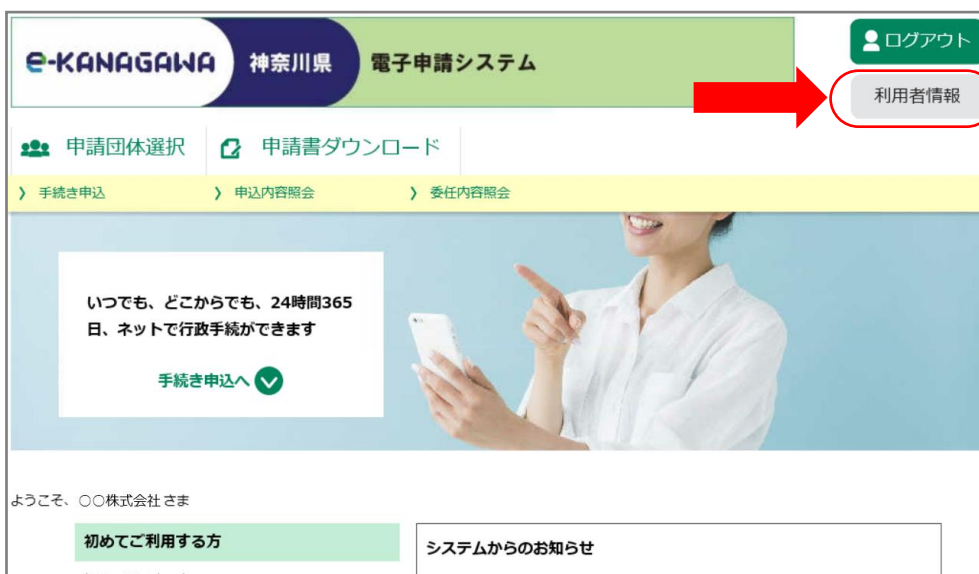 e-KANAGAWA 神奈川県 電子申請システム
ログアウト
利用者情報
申請団体選択 申請書ダウンロード
手続き申込 申込内容照会 委任内容照会
いつでも、どこからでも、24時間365
日、ネットで行政手続ができます
手続き申込へ
ようこそ、〇〇株式会社 さま
初めてご利用する方
システムからのお知らせ